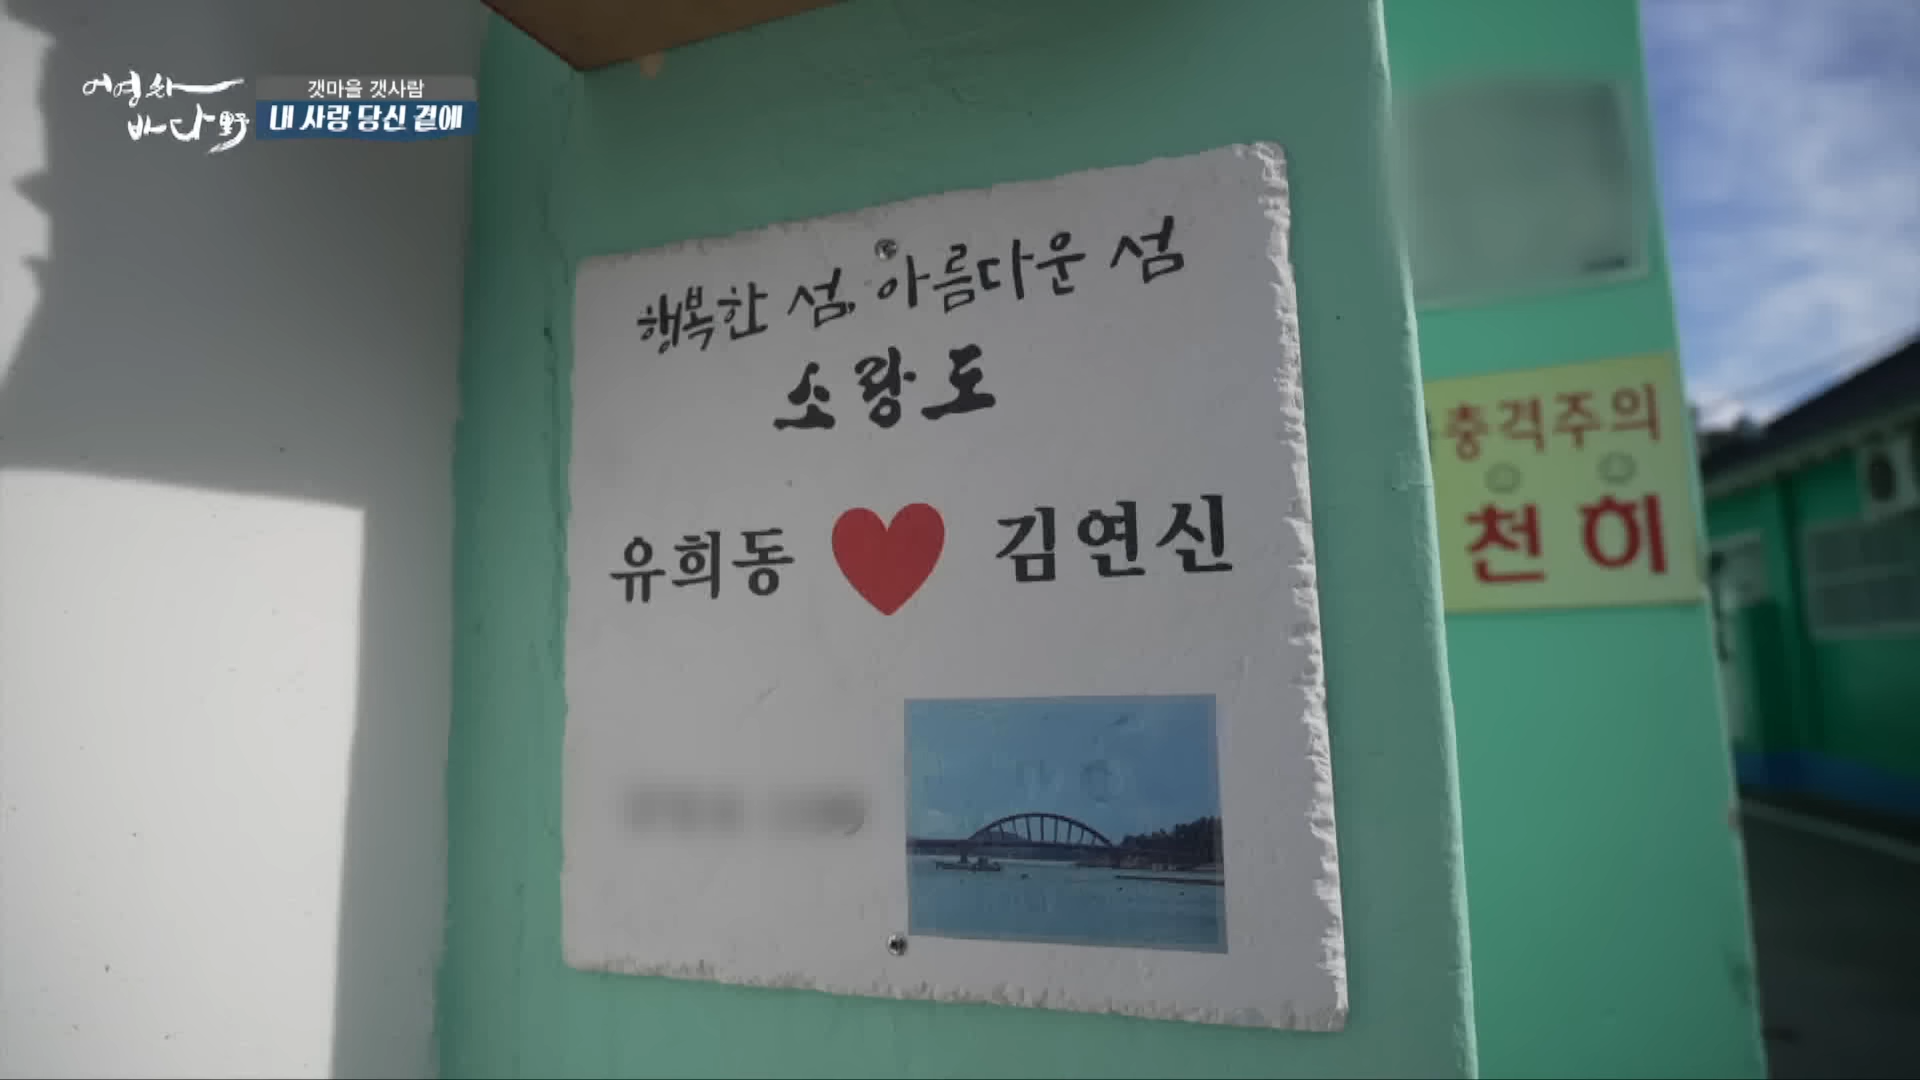 어영차
바다野
갯마을 갯사람
내 사랑 당신 곁에
행복한 섬, 아름다운 섬
소랑도
유희동 ♥ 김연신
충격주의
천히